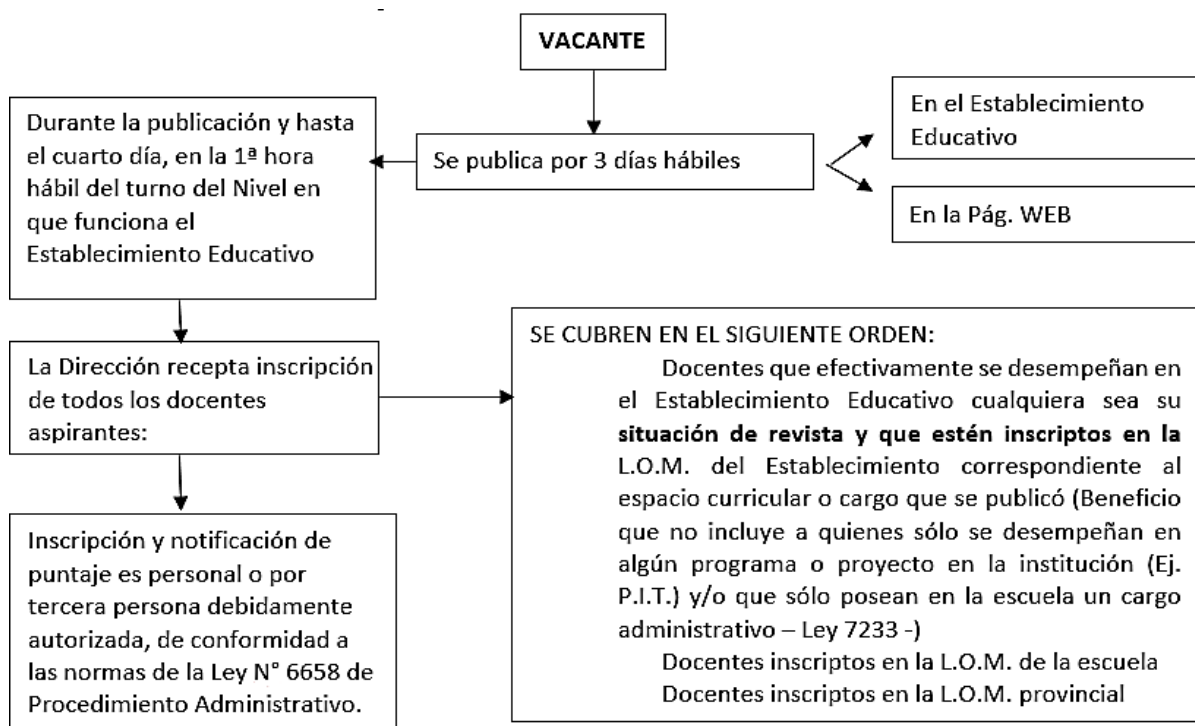 VACANTE
Se publica por 3 días hábiles
En el Establecimiento
Educativo
En la Pág. WEB
Durante la publicación y hasta
el cuarto día, en la 1ª hora
hábil del turno del Nivel en
que funciona el
Establecimiento Educativo
La Dirección recepta inscripción
de todos los docentes
aspirantes:
Inscripción y notificación de
puntaje es personal o por
tercera persona debidamente
autorizada, de conformidad a
las normas de la Ley N° 6658 de
Procedimiento Administrativo.
SE CUBREN EN EL SIGUIENTE ORDEN:
Docentes que efectivamente se desempeñan en
el Establecimiento Educativo cualquiera sea su
situación de revista y que estén inscriptos en la
L.O.M. del Establecimiento correspondiente al
espacio curricular o cargo que se publicó (Beneficio
que no incluye a quienes sólo se desempeñan en
algún programa o proyecto en la institución (Ej.
P.I.T.) y/o que sólo posean en la escuela un cargo
administrativo – Ley 7233 -)
Docentes inscriptos en la L.O.M. de la escuela
Docentes inscriptos en la L.O.M. provincial